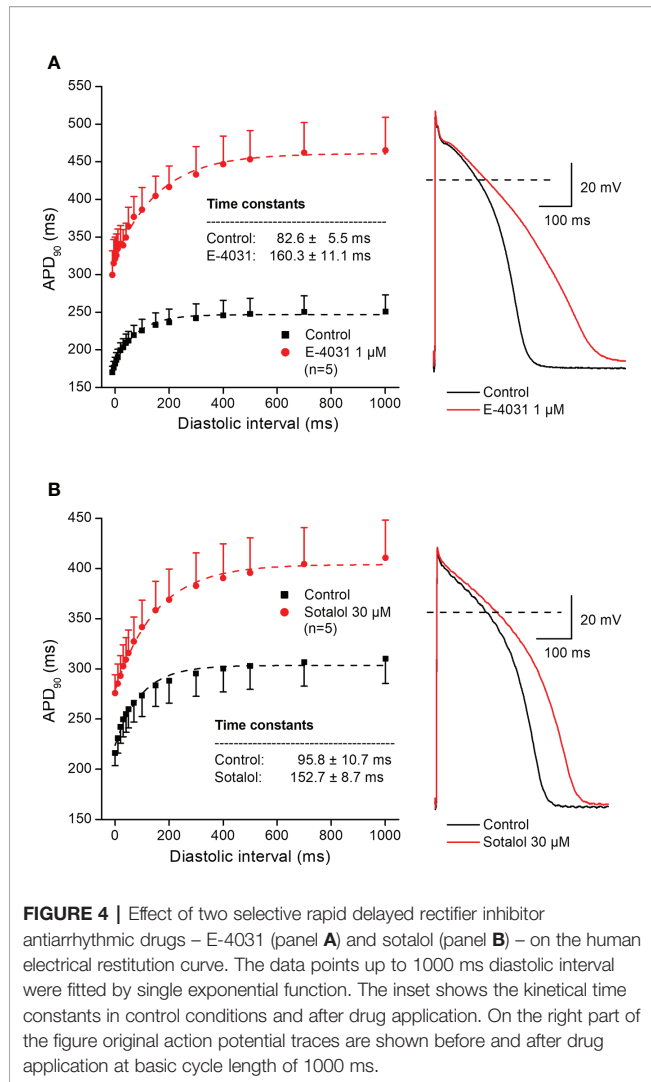 A
550
500
450
400
350
300
250
200
150
APD90 (ms)
Time constants
Control: 82.6 ± 5.5 ms
E-4031: 160.3 ± 11.1 ms
Control
E-4031 1 µM
(n=5)
0 200 400 600 800 1000
Diastolic interval (ms)
20 mV
100 ms
Control
E-4031 1 µM
B
450
400
350
300
250
200
150
APD90 (ms)
Control
Sotalol 30 µM
(n=5)
Time constants
Control: 95.8 ± 10.7 ms
Sotalol: 152.7 ± 8.7 ms
0 200 400 600 800 1000
Diastolic interval (ms)
20 mV
100 ms
Control
Sotalol 30 µM
FIGURE 4 | Effect of two selective rapid delayed rectifier inhibitor
antiarrhythmic drugs – E-4031 (panel A) and sotalol (panel B) – on the human
electrical restitution curve. The data points up to 1000 ms diastolic interval
were fitted by single exponential function. The inset shows the kinetical time
constants in control conditions and after drug application. On the right part of
the figure original action potential traces are shown before and after drug
application at basic cycle length of 1000 ms.